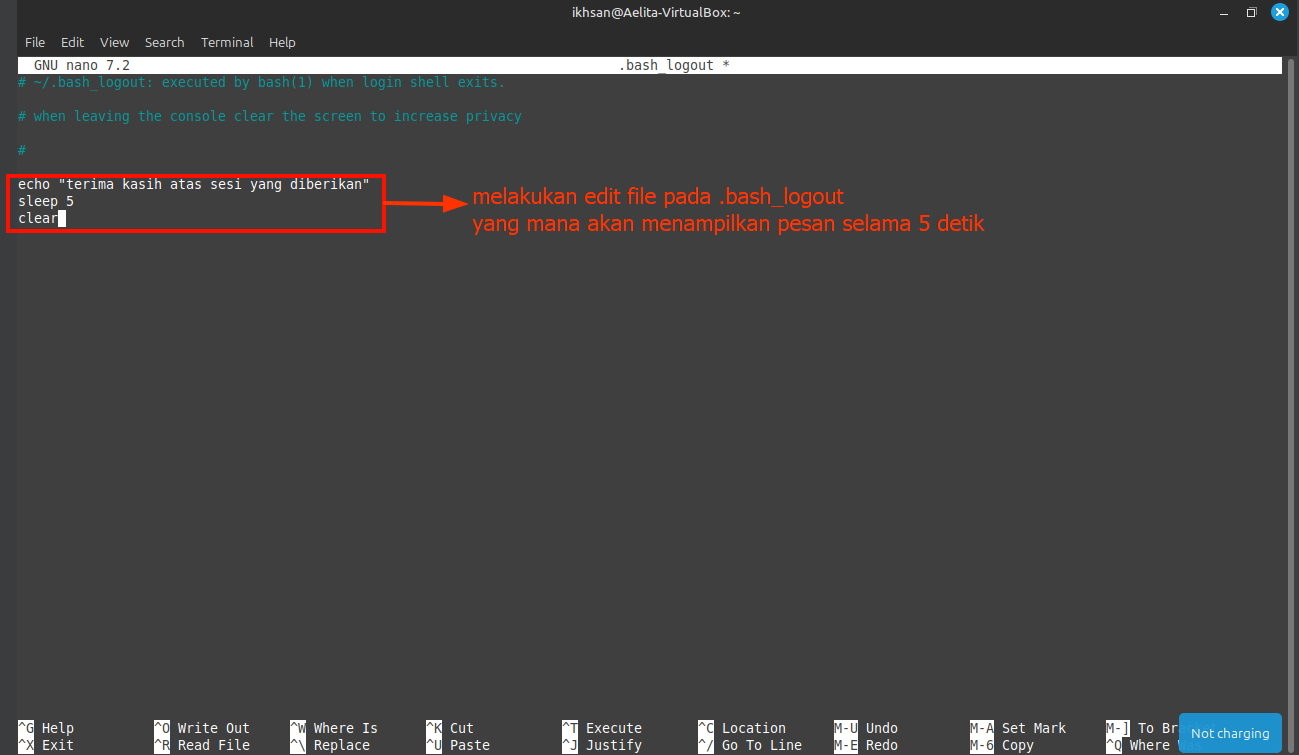 ikhsan@Aelita-VirtualBox: ~
File Edit View Search Terminal Help
GNU nano 7.2 .bash_logout *
# ~/.bash_logout: executed by bash(1) when login shell exits.
# when leaving the console clear the screen to increase privacy
#
echo "terima kasih atas sesi yang diberikan"
sleep 5
clear
melakukan edit file pada .bash_logout
yang mana akan menampilkan pesan selama 5 detik
^G Help ^O Write Out ^W Where Is ^K Cut ^T Execute ^C Location M-U Undo M-A Set Mark M-] To Bracket
^X Exit ^R Read File ^\ Replace ^U Paste ^J Justify ^/ Go To Line M-E Redo M-6 Copy ^Q Where Was
Not charging